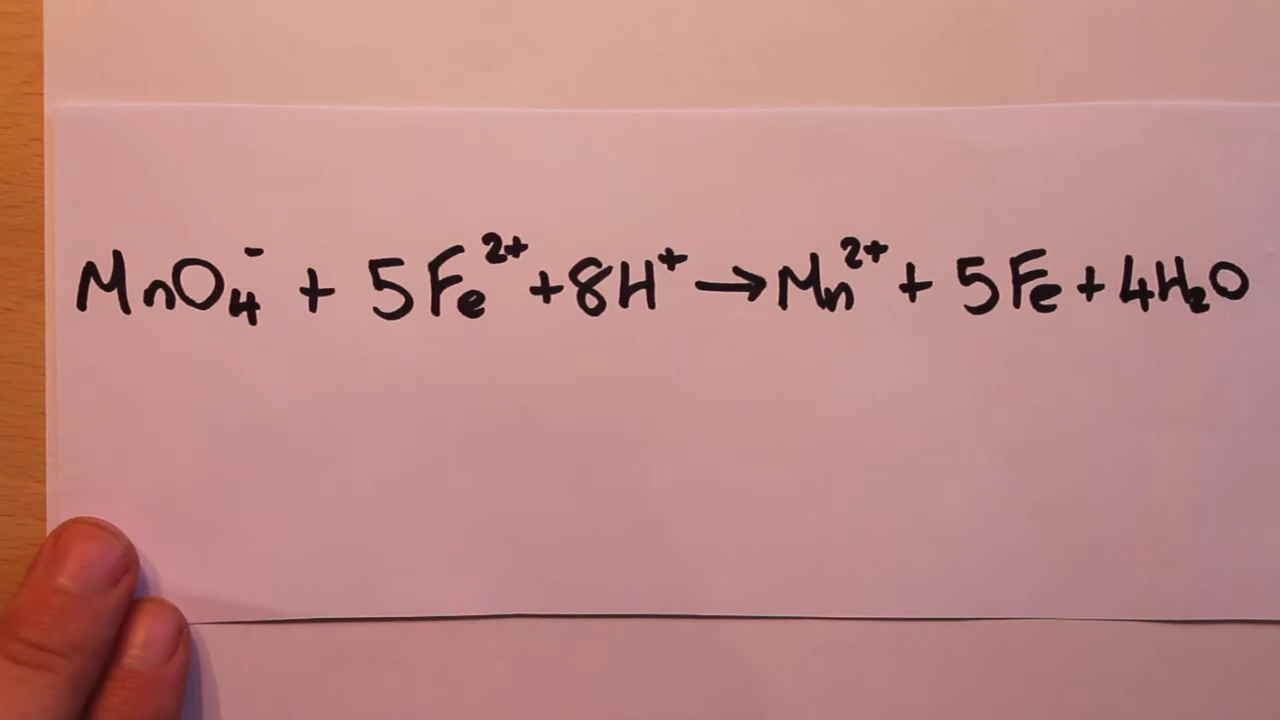 MnO₄⁻ + 5Fe²⁺ + 8H⁺ → Mn²⁺ + 5Fe + 4H₂O